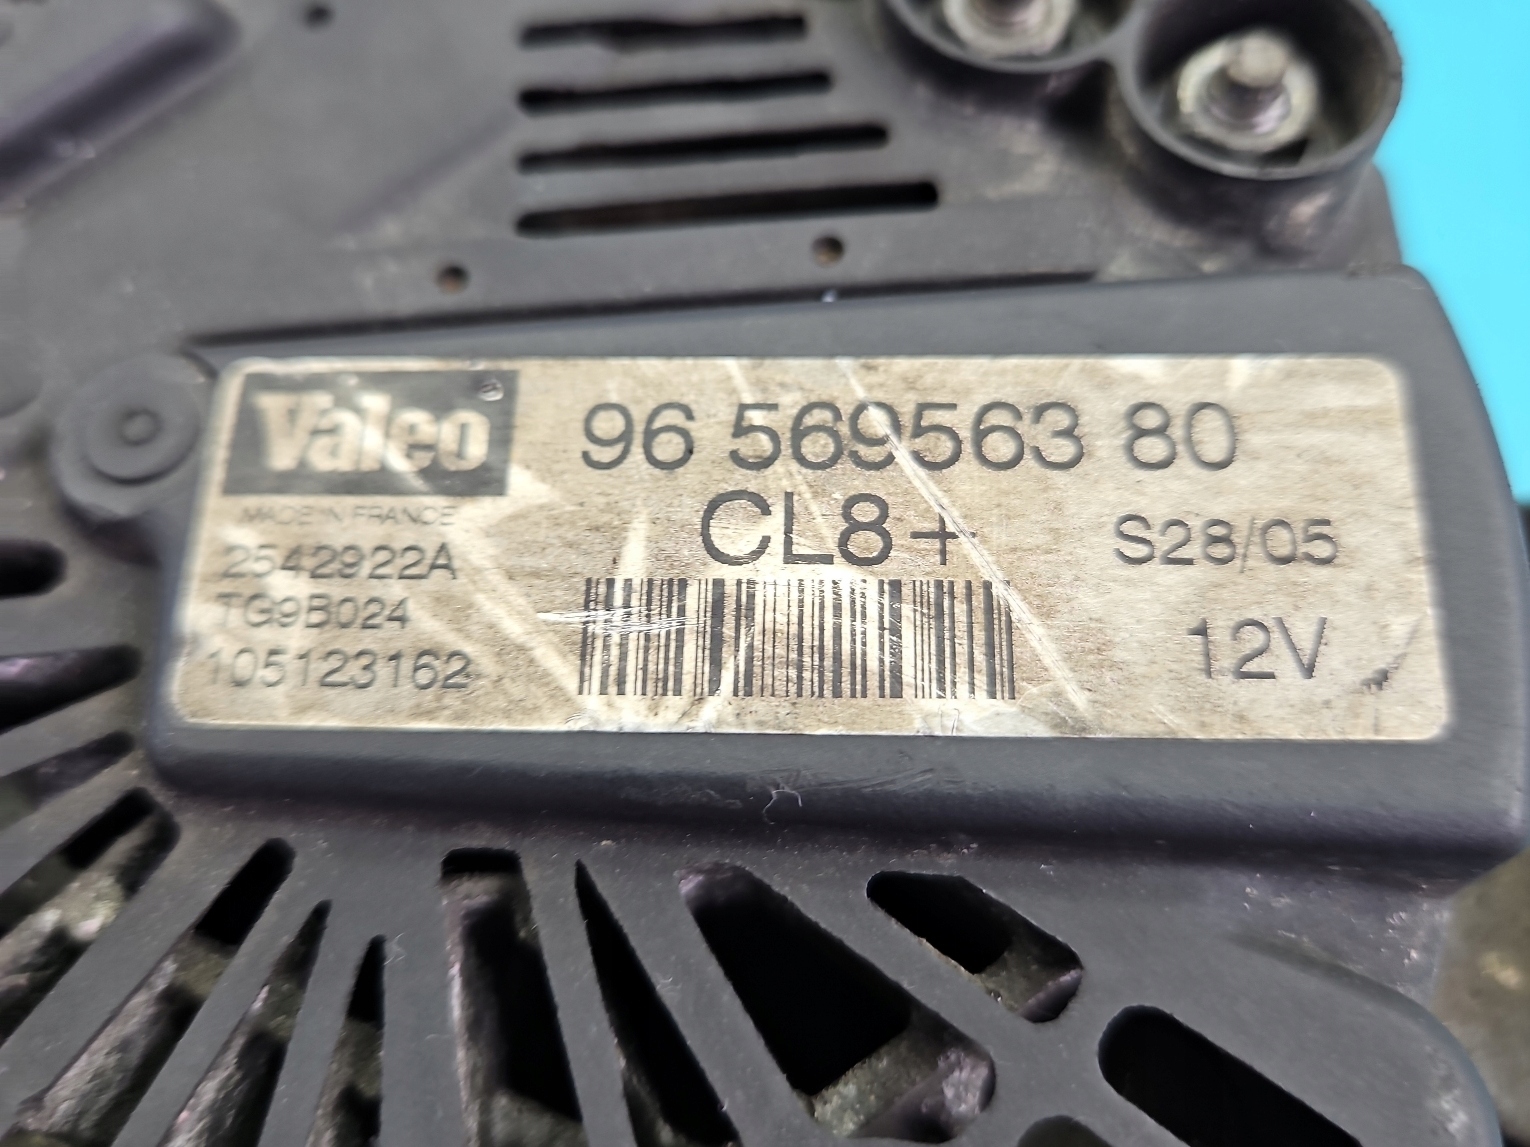 Valeo
96 569563 80
MADE IN FRANCE
CL8+
S28/05
2542922A
TG9B024
12V
105123162